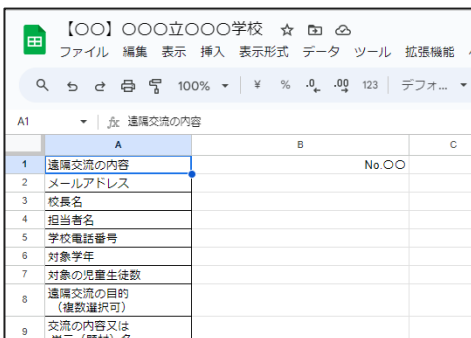 【〇〇】〇〇〇立〇〇〇学校
ファイル 編集 表示 挿入 表示形式 データ ツール 拡張機能
100% ¥ % .0 .00 123 デフォ...
A1 fx 遠隔交流の内容
A B C
1 遠隔交流の内容 No.〇〇
2 メールアドレス
3 校長名
4 担当者名
5 学校電話番号
6 対象学年
7 対象の児童生徒数
8 遠隔交流の目的
(複数選択可)
9 交流の内容又は